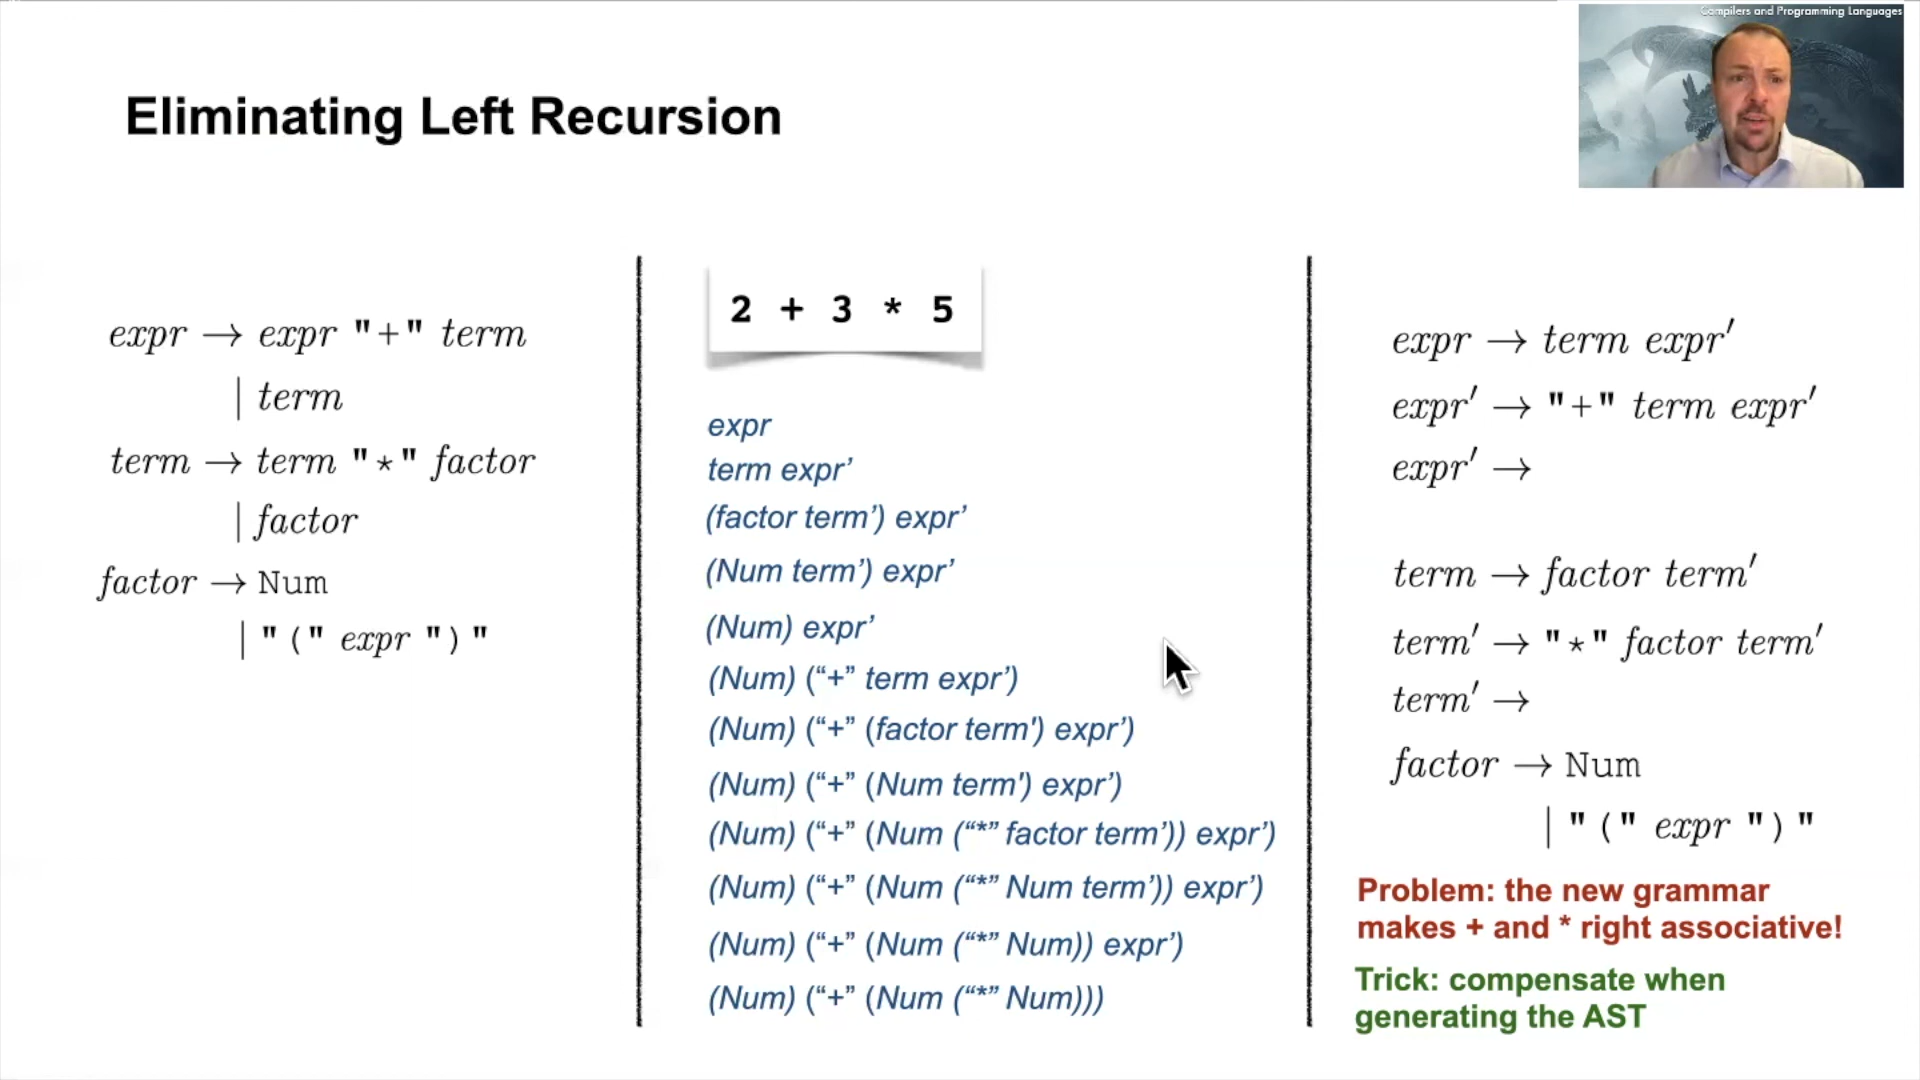 Compilers and Programming Languages
Eliminating Left Recursion
expr → expr "+" term
| term
term → term "*" factor
| factor
factor → Num
| "(" expr ")"
2 + 3 * 5
expr
term expr’
(factor term’) expr’
(Num term’) expr’
(Num) expr’
(Num) (“+” term expr’)
(Num) (“+” (factor term') expr’)
(Num) (“+” (Num term') expr’)
(Num) (“+” (Num (“*” factor term’)) expr’)
(Num) (“+” (Num (“*” Num term’)) expr’)
(Num) (“+” (Num (“*” Num)) expr’)
(Num) (“+” (Num (“*” Num)))
expr → term expr′
expr′ → "+" term expr′
expr′ →
term → factor term′
term′ → "*" factor term′
term′ →
factor → Num
| "(" expr ")"
Problem: the new grammar
makes + and * right associative!
Trick: compensate when
generating the AST